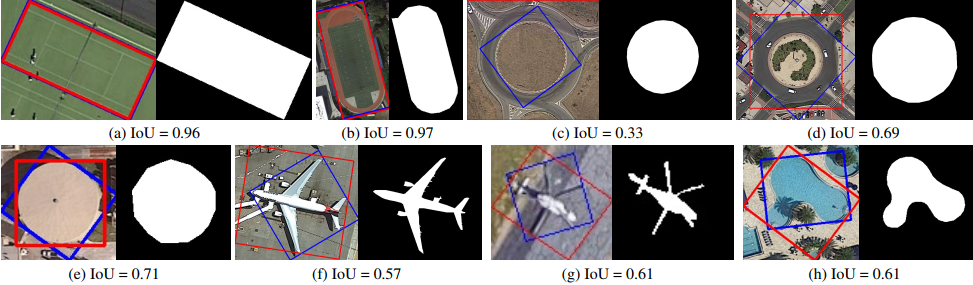 (a) IoU = 0.96
(b) IoU = 0.97
(c) IoU = 0.33
(d) IoU = 0.69
(e) IoU = 0.71
(f) IoU = 0.57
(g) IoU = 0.61
(h) IoU = 0.61